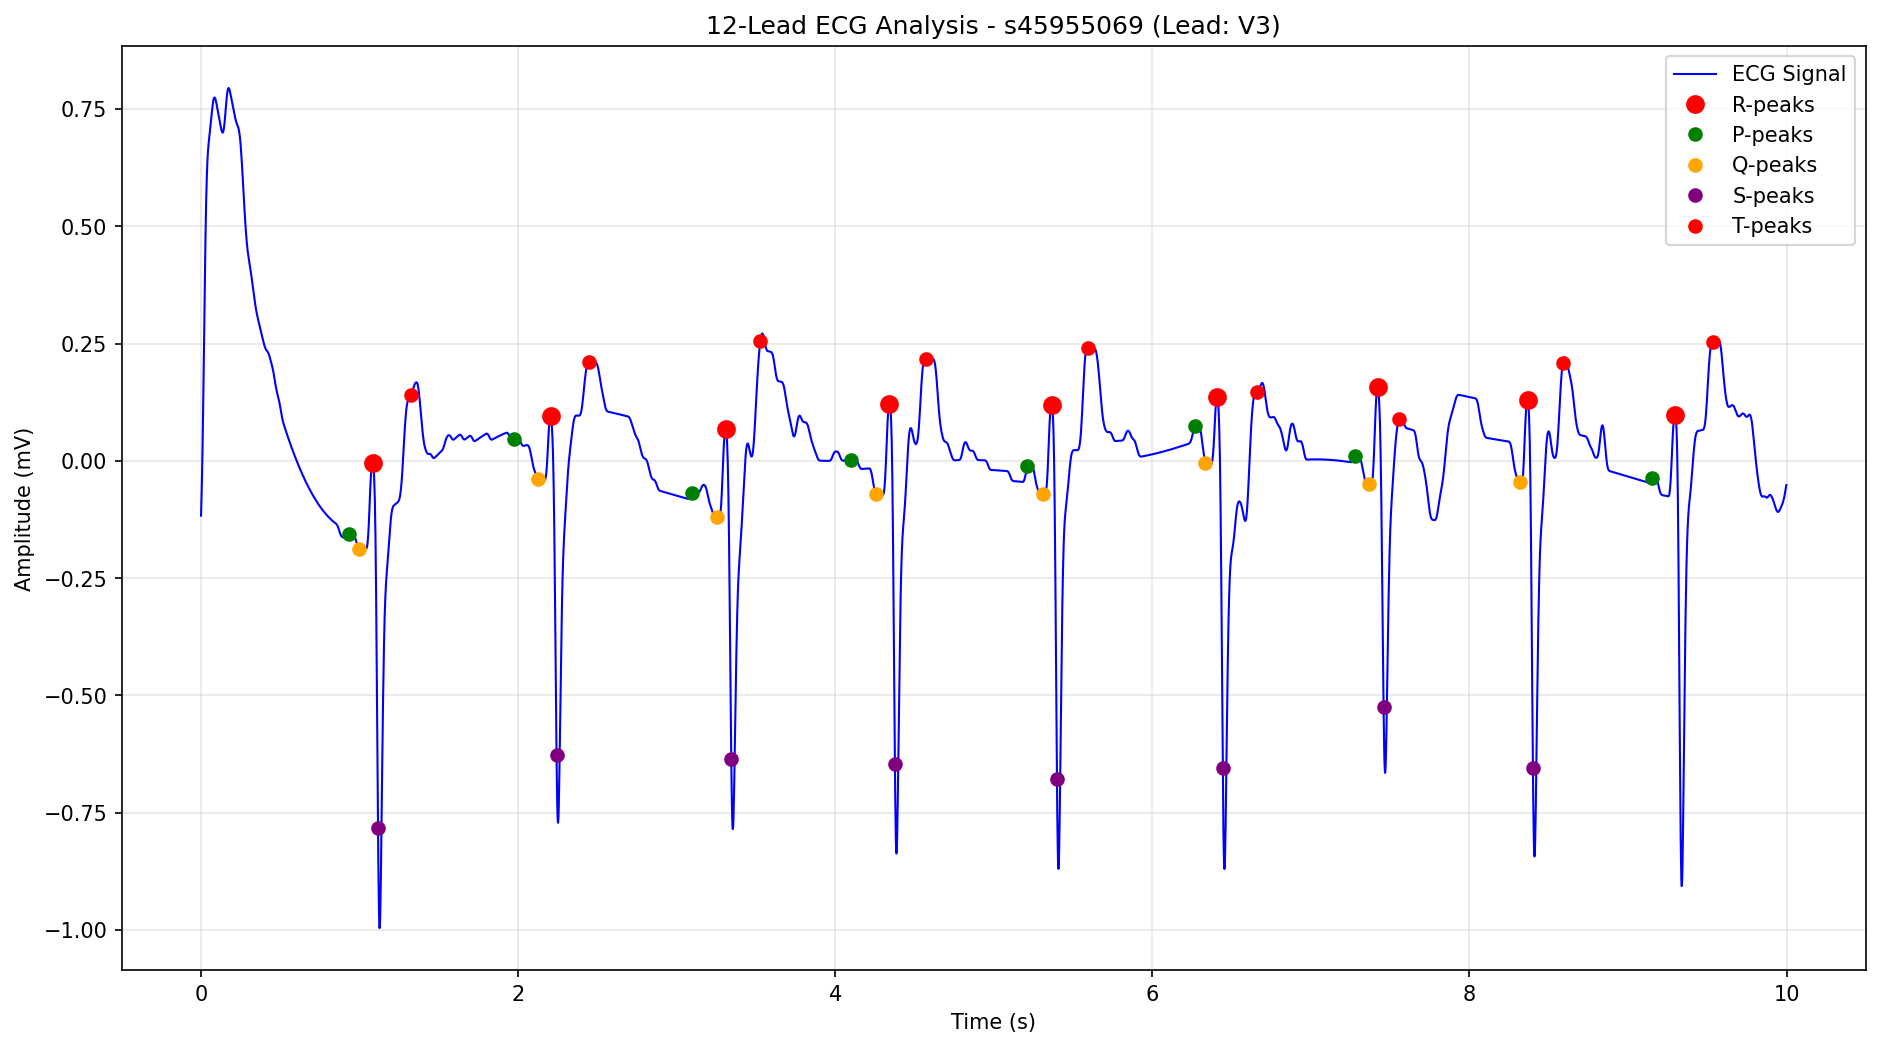 12-Lead ECG Analysis - s45955069 (Lead: V3)
ECG Signal
R-peaks
P-peaks
Q-peaks
S-peaks
T-peaks
Amplitude (mV)
0.75
0.50
0.25
0.00
−0.25
−0.50
−0.75
−1.00
0 2 4 6 8 10
Time (s)